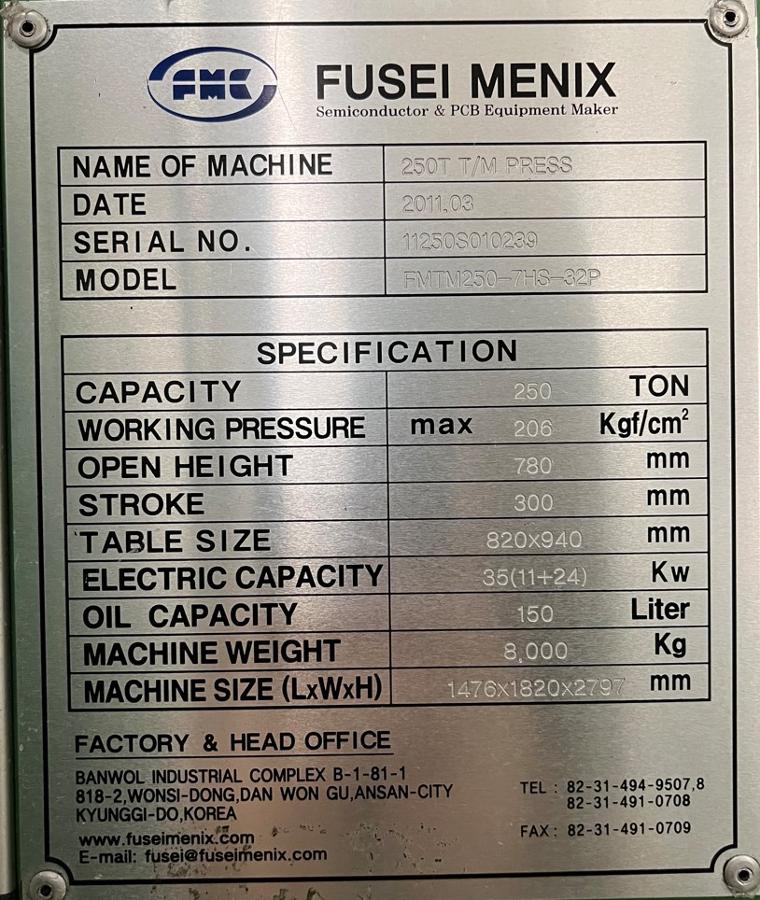 FMC FUSEI MENIX
Semiconductor & PCB Equipment Maker
NAME OF MACHINE 250T T/M PRESS
DATE 2011.03
SERIAL NO. 11250S010239
MODEL FMTM250-7HS-32P
SPECIFICATION
CAPACITY 250 TON
WORKING PRESSURE max 206 Kgf/cm²
OPEN HEIGHT 780 mm
STROKE 300 mm
TABLE SIZE 820x940 mm
ELECTRIC CAPACITY 35(11+24) Kw
OIL CAPACITY 150 Liter
MACHINE WEIGHT 8,000 Kg
MACHINE SIZE (LxWxH) 1476x1820x2797 mm
FACTORY & HEAD OFFICE
BANWOL INDUSTRIAL COMPLEX B-1-81-1
818-2,WONSI-DONG,DAN WON GU,ANSAN-CITY
KYUNGGI-DO,KOREA
www.fuseimenix.com
E-mail: fusei@fuseimenix.com
TEL : 82-31-494-9507,8
82-31-491-0708
FAX : 82-31-491-0709